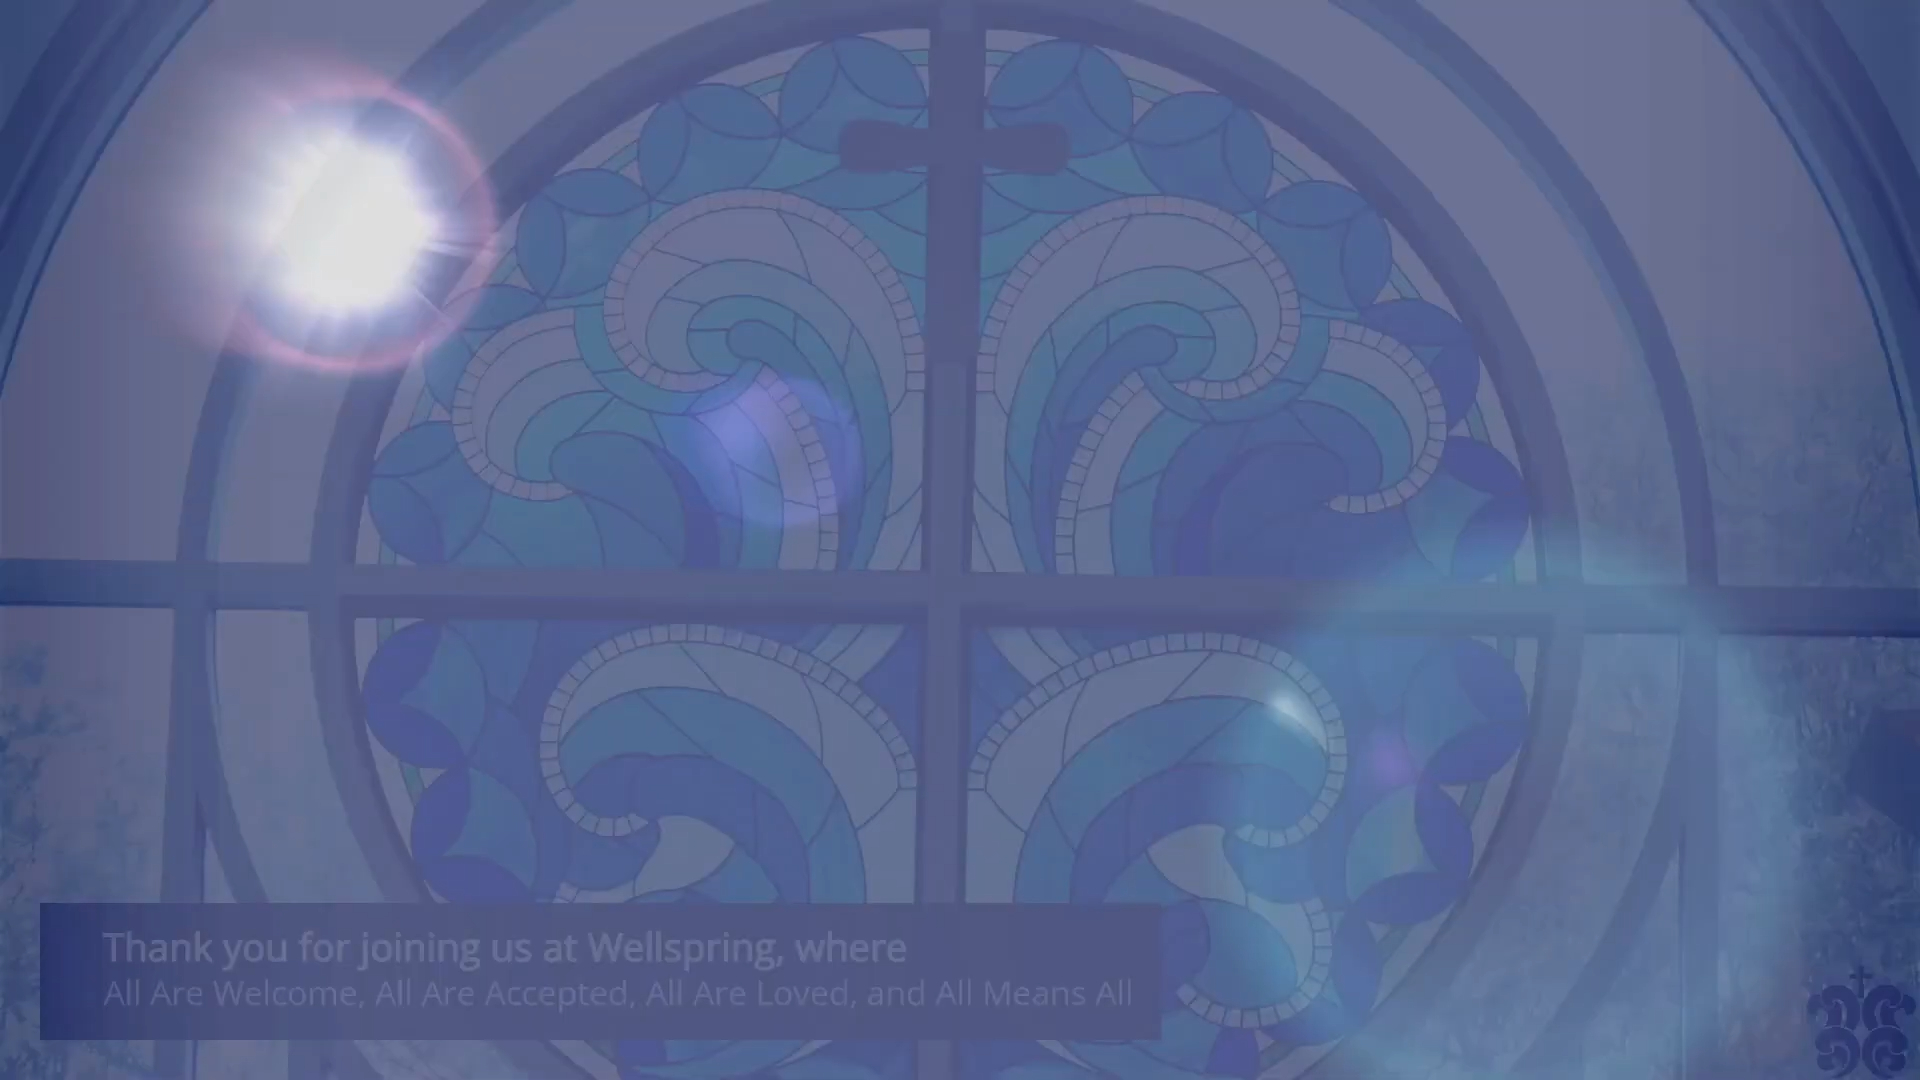 Thank you for joining us at Wellspring, where
All Are Welcome, All Are Accepted, All Are Loved, and All Means All